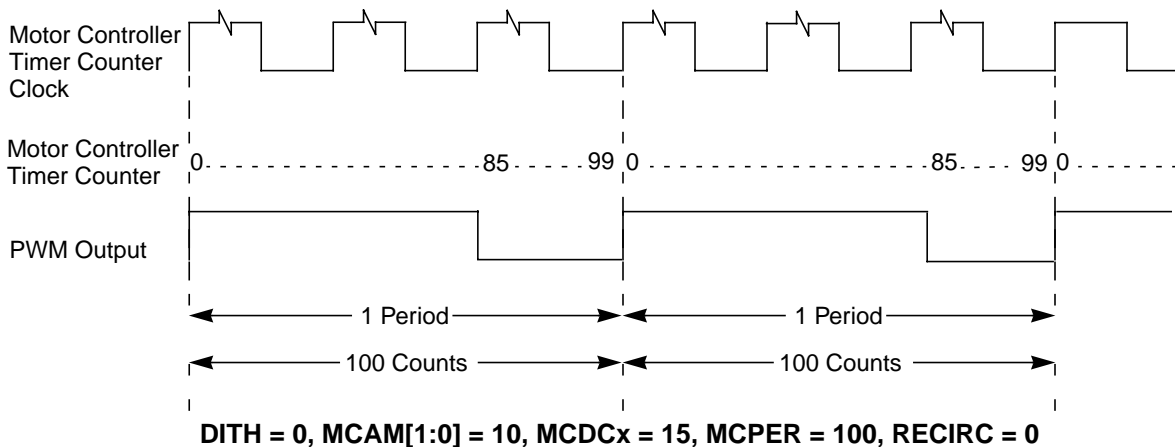 Motor Controller
Timer Counter
Clock
Motor Controller
Timer Counter
0 85 99 0 85 99 0
PWM Output
1 Period 1 Period
100 Counts 100 Counts
DITH = 0, MCAM[1:0] = 10, MCDCx = 15, MCPER = 100, RECIRC = 0